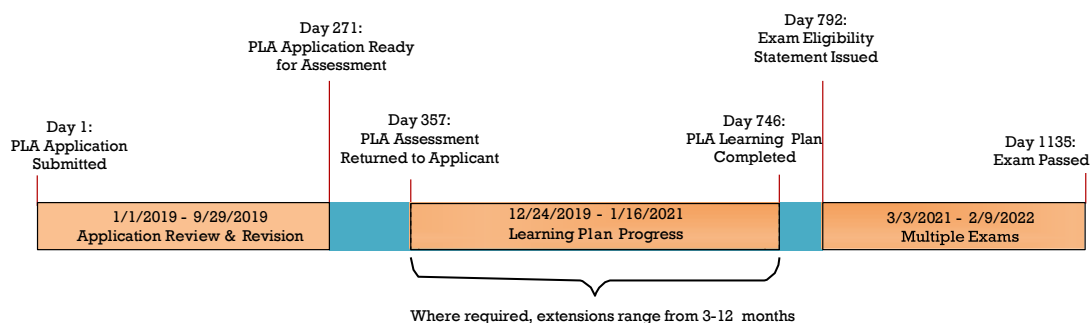 Day 1:
PLA Application
Submitted
Day 271:
PLA Application Ready
for Assessment
Day 357:
PLA Assessment
Returned to Applicant
Day 746:
PLA Learning Plan
Completed
Day 792:
Exam Eligibility
Statement Issued
Day 1135:
Exam Passed
1/1/2019 - 9/29/2019
Application Review & Revision
12/24/2019 - 1/16/2021
Learning Plan Progress
3/3/2021 - 2/9/2022
Multiple Exams
Where required, extensions range from 3-12 months